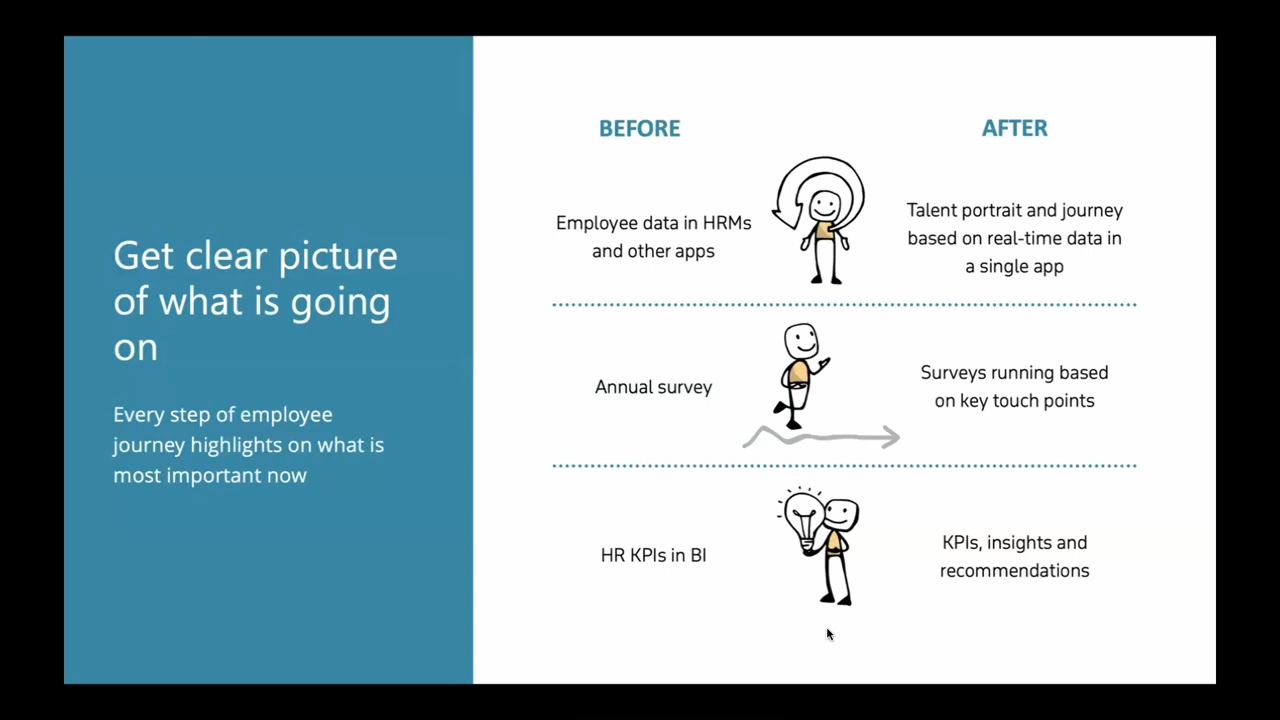 Get clear picture
of what is going
on
Every step of employee
journey highlights on what is
most important now
BEFORE
AFTER
Employee data in HRMs
and other apps
Talent portrait and journey
based on real-time data in
a single app
Annual survey
Surveys running based
on key touch points
HR KPIs in BI
KPIs, insights and
recommendations